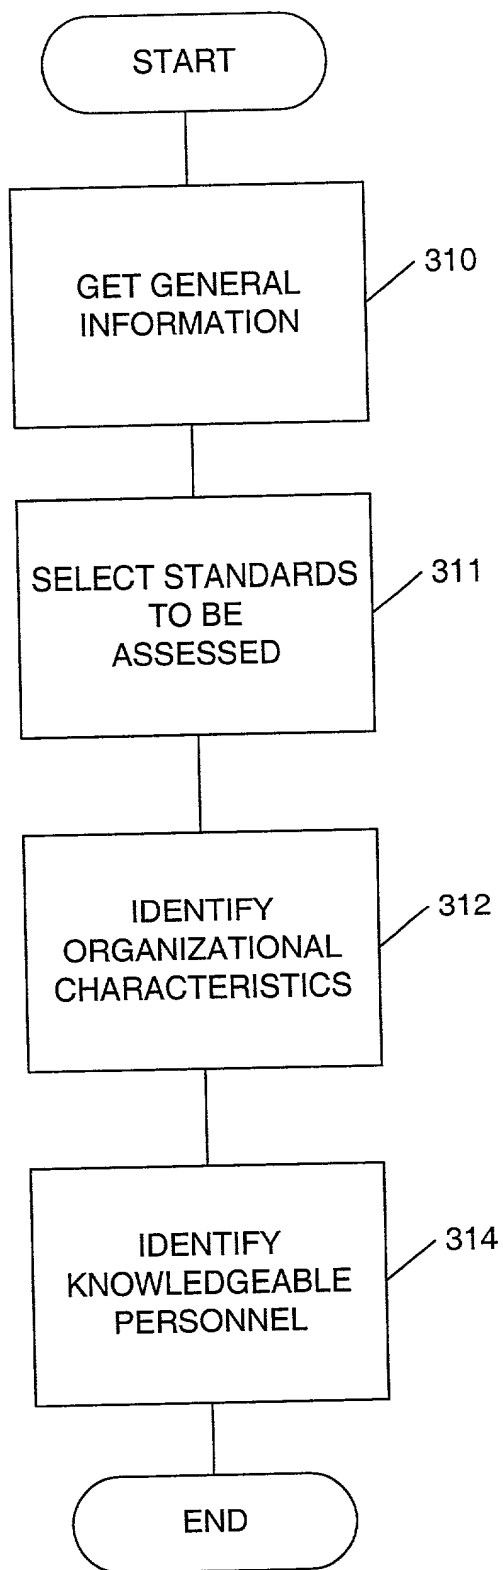 START
GET GENERAL
INFORMATION
310
SELECT STANDARDS
TO BE
ASSESSED
311
IDENTIFY
ORGANIZATIONAL
CHARACTERISTICS
312
IDENTIFY
KNOWLEDGEABLE
PERSONNEL
314
END